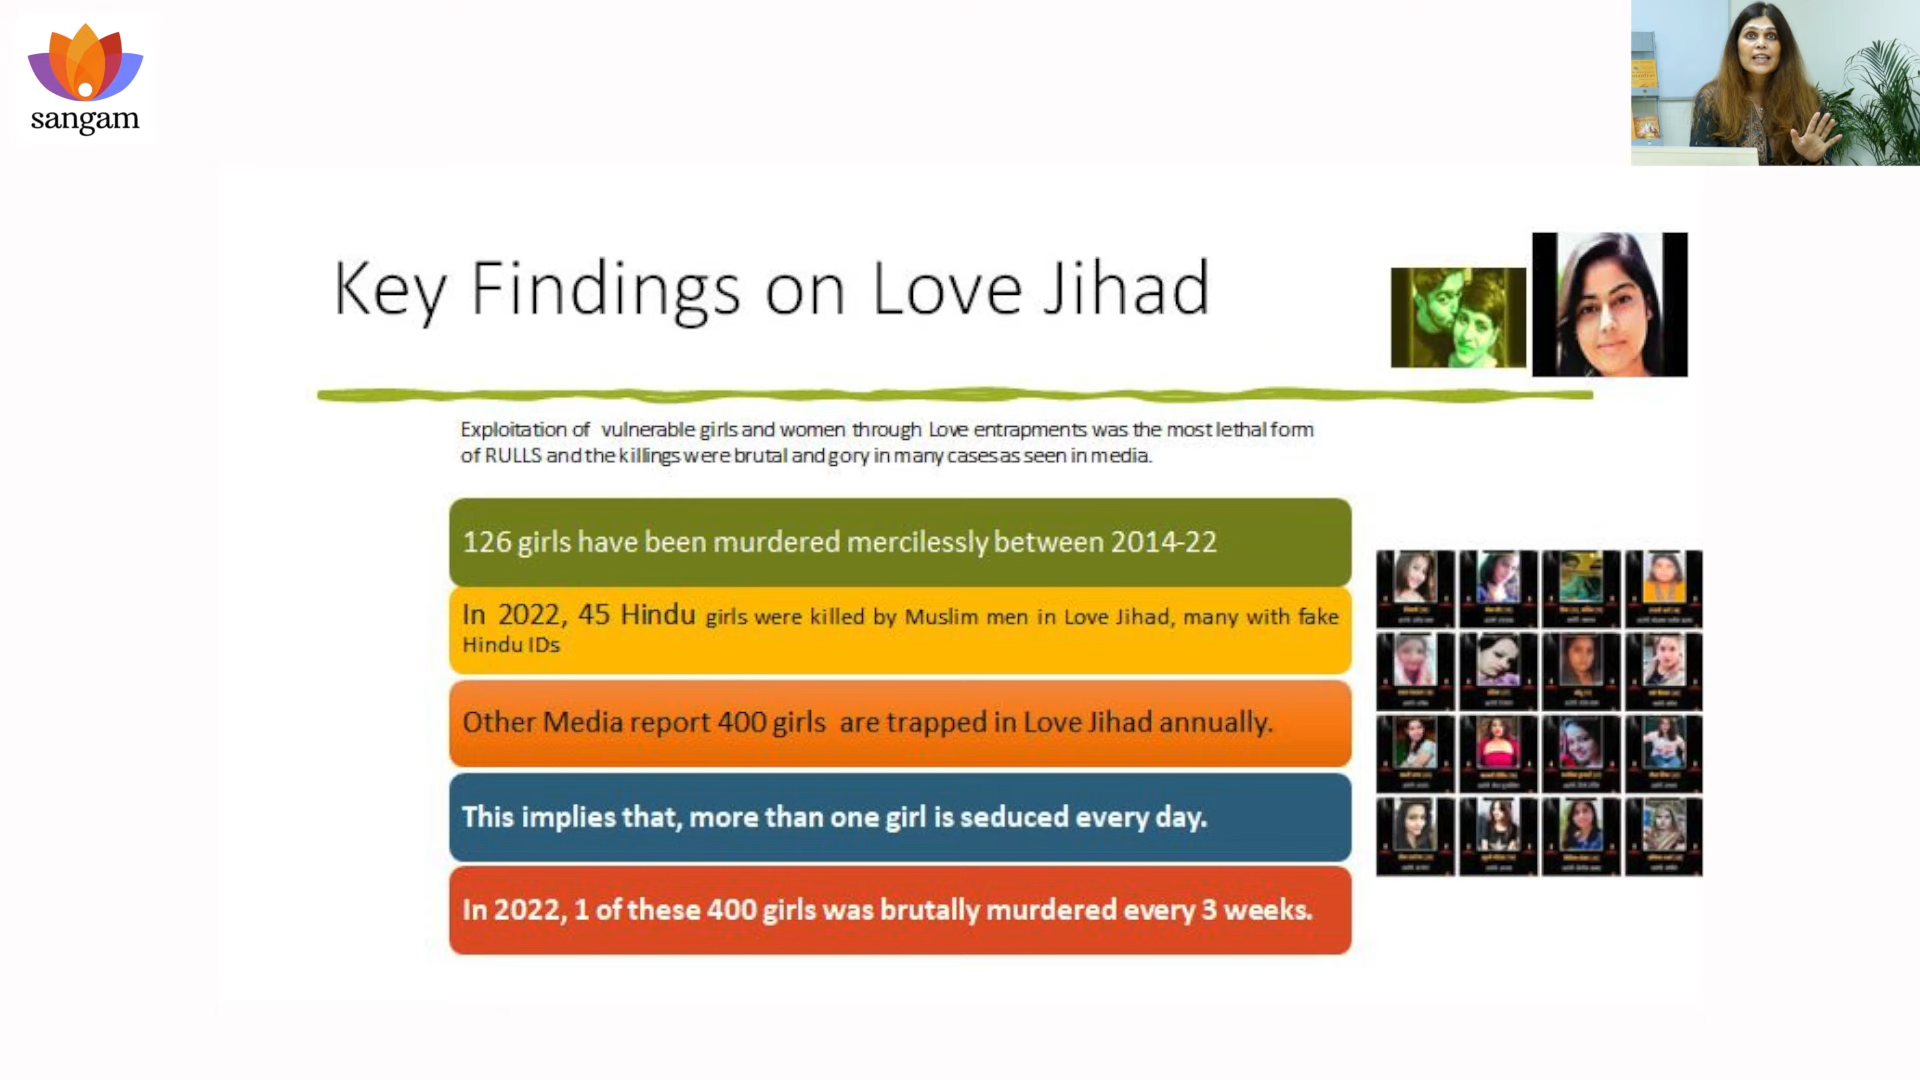 sangam
Key Findings on Love Jihad
Exploitation of vulnerable girls and women through Love entrapments was the most lethal form
of RULLS and the killings were brutal and gory in many cases as seen in media.
126 girls have been murdered mercilessly between 2014-22
In 2022, 45 Hindu girls were killed by Muslim men in Love Jihad, many with fake
Hindu IDs
Other Media report 400 girls are trapped in Love Jihad annually.
This implies that, more than one girl is seduced every day.
In 2022, 1 of these 400 girls was brutally murdered every 3 weeks.